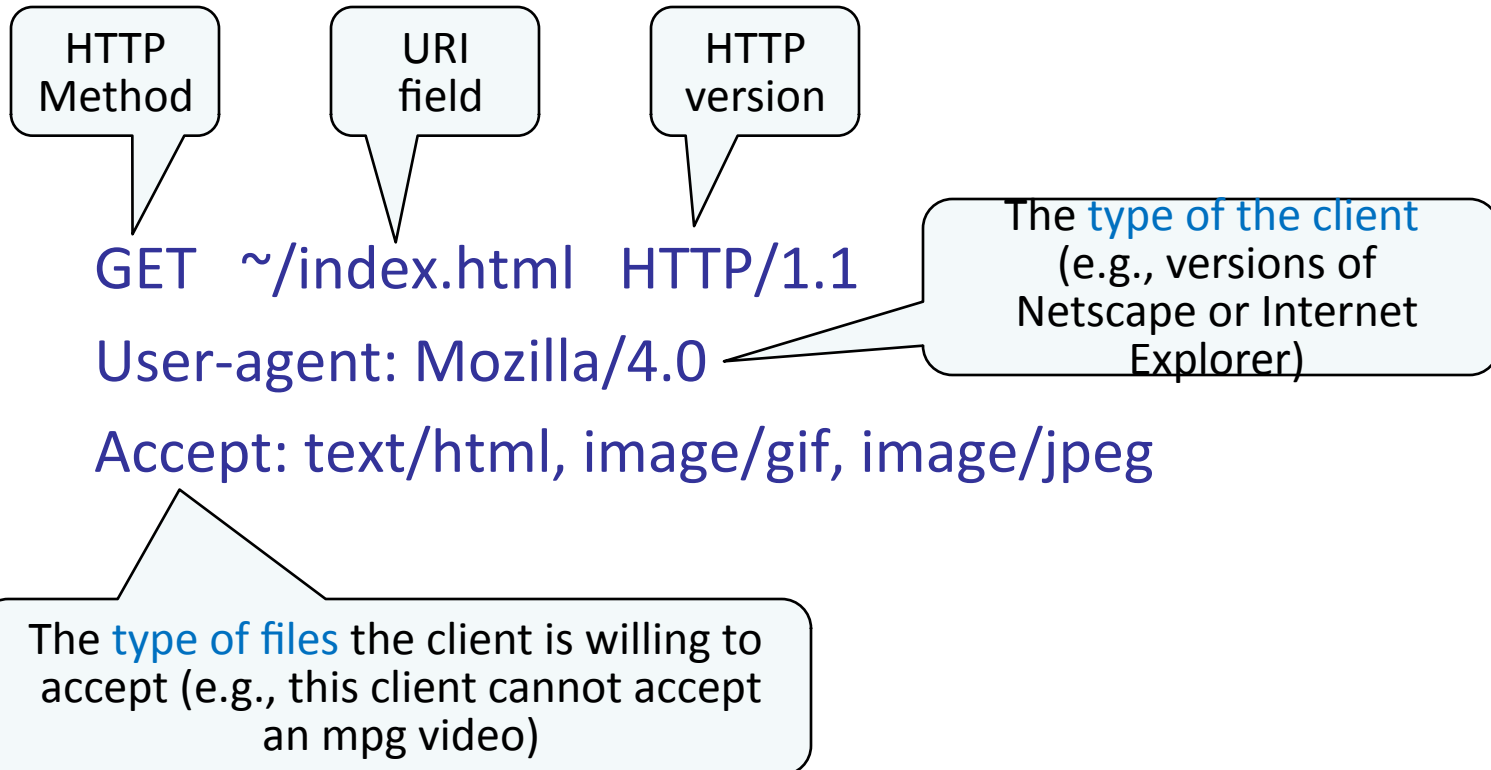 HTTP
Method
URI
field
HTTP
version
GET ~/index.html HTTP/1.1
The type of the client
(e.g., versions of
Netscape or Internet
Explorer)
User-agent: Mozilla/4.0
Accept: text/html, image/gif, image/jpeg
The type of files the client is willing to
accept (e.g., this client cannot accept
an mpg video)